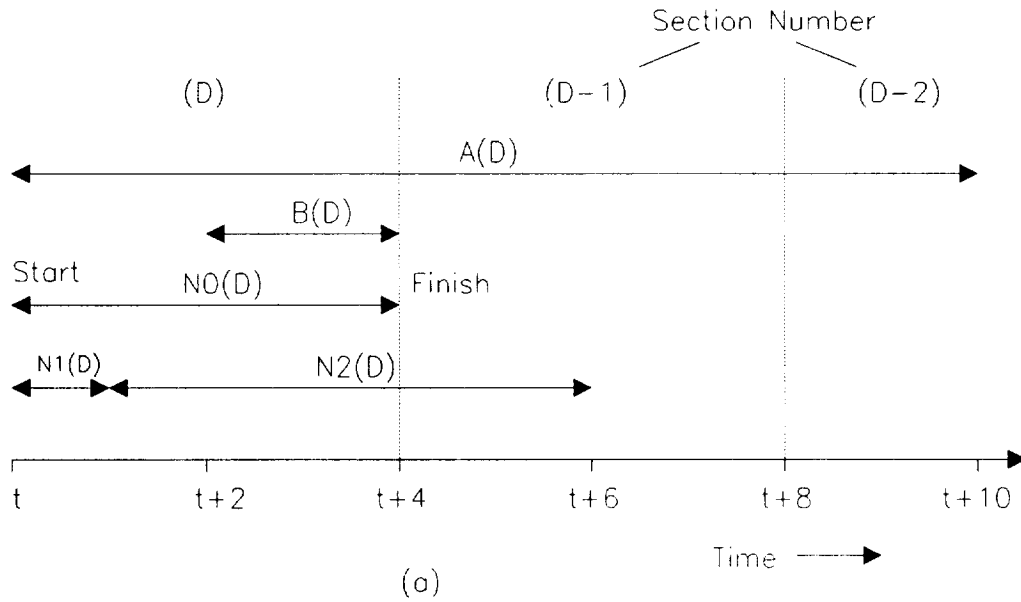 Section Number
(D) (D-1) (D-2)
A(D)
B(D)
Start
N0(D) Finish
N1(D) N2(D)
t t+2 t+4 t+6 t+8 t+10
Time
(a)